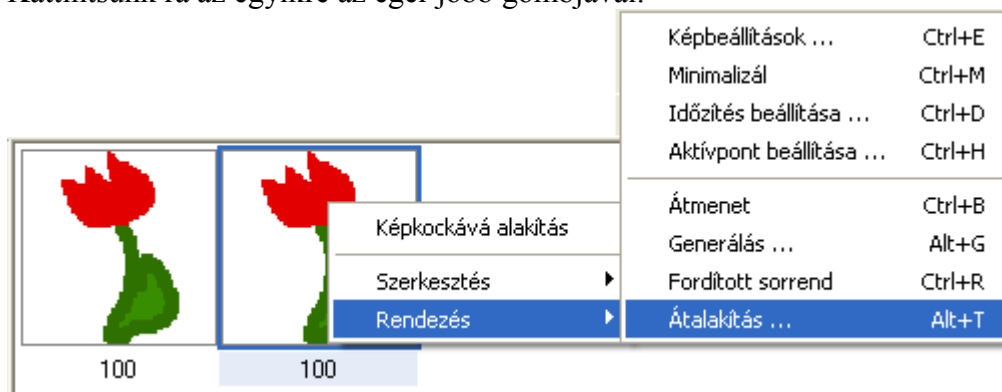 Kattintsunk rá az egyikre az egér jobb gombjával.
Képbeállítások ... Ctrl+E
Minimalizál Ctrl+M
Időzítés beállítása ... Ctrl+D
Aktívpont beállítása ... Ctrl+H
Átmenet Ctrl+B
Generálás ... Alt+G
Fordított sorrend Ctrl+R
Átalakítás ... Alt+T
Képkockává alakítás
Szerkesztés
Rendezés
100
100